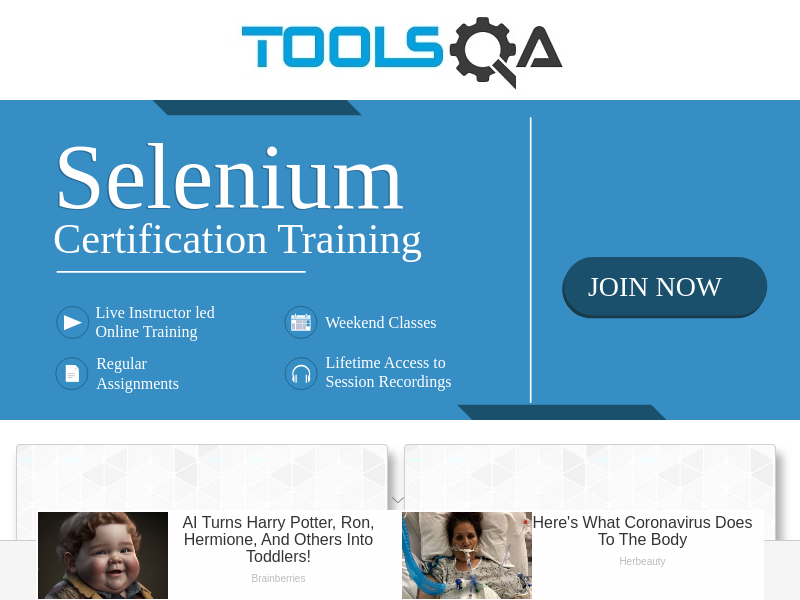 TOOLSQA
Selenium
Certification Training
JOIN NOW
Live Instructor led
Online Training
Weekend Classes
Regular
Assignments
Lifetime Access to
Session Recordings
AI Turns Harry Potter, Ron,
Hermione, And Others Into
Toddlers!
Brainberries
Here's What Coronavirus Does
To The Body
Herbeauty